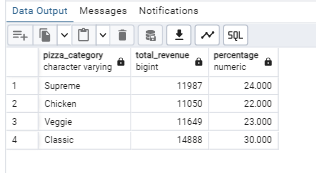 Data Output Messages Notifications
SQL
pizza_category total_revenue percentage
character varying bigint numeric
1 Supreme 11987 24.000
2 Chicken 11050 22.000
3 Veggie 11649 23.000
4 Classic 14888 30.000